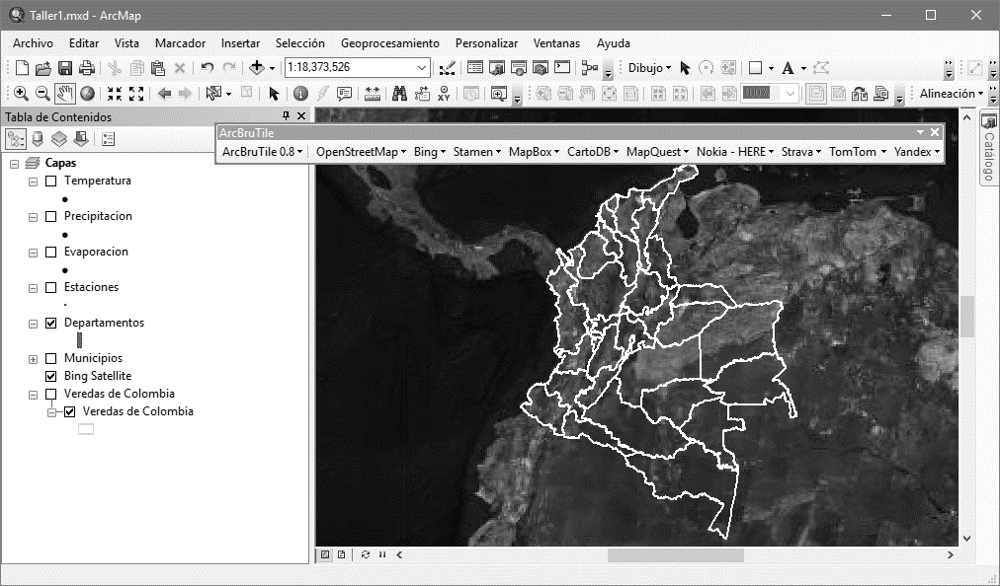 Taller1.mxd - ArcMap
Archivo Editar Vista Marcador Insertar Selección Geoprocesamiento Personalizar Ventanas Ayuda
1:18,373,526 Dibujo A
XY 100% Alineación
Tabla de Contenidos
ArcBruTile
ArcBruTile 0.8 OpenStreetMap Bing Stamen MapBox CartoDB MapQuest Nokia - HERE Strava TomTom Yandex
Catálogo
Capas
Temperatura
Precipitacion
Evaporacion
Estaciones
Departamentos
Municipios
Bing Satellite
Veredas de Colombia
Veredas de Colombia